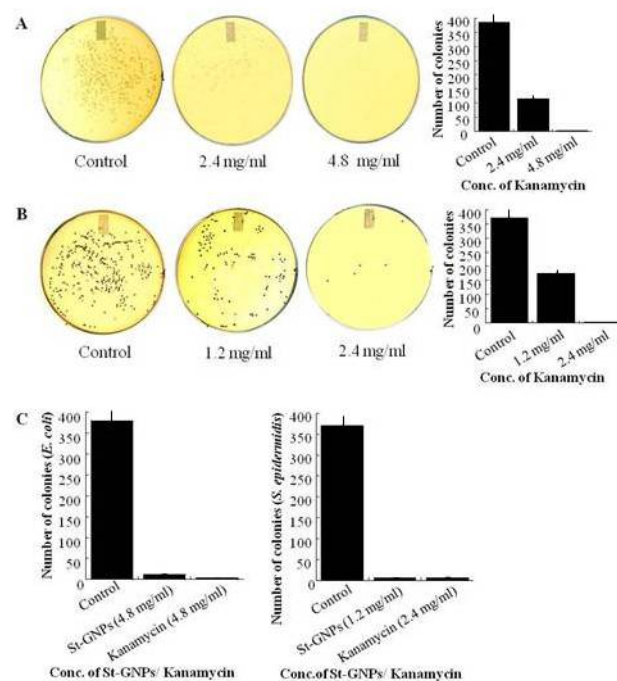 A
Control
2.4 mg/ml
4.8 mg/ml
Number of colonies
400
350
300
250
200
150
100
50
0
Control
2.4 mg/ml
4.8 mg/ml
Conc. of Kanamycin
B
Control
1.2 mg/ml
2.4 mg/ml
Number of colonies
400
350
300
250
200
150
100
50
0
Control
1.2 mg/ml
2.4 mg/ml
Conc. of Kanamycin
C
Number of colonies (E. coli)
400
350
300
250
200
150
100
50
0
Control
St-GNPs (4.8 mg/ml)
Kanamycin (4.8 mg/ml)
Conc. of St-GNPs/ Kanamycin
Number of colonies (S. epidermidis)
400
350
300
250
200
150
100
50
0
Control
St-GNPs (1.2 mg/ml)
Kanamycin (2.4 mg/ml)
Conc.of St-GNPs/ Kanamycin